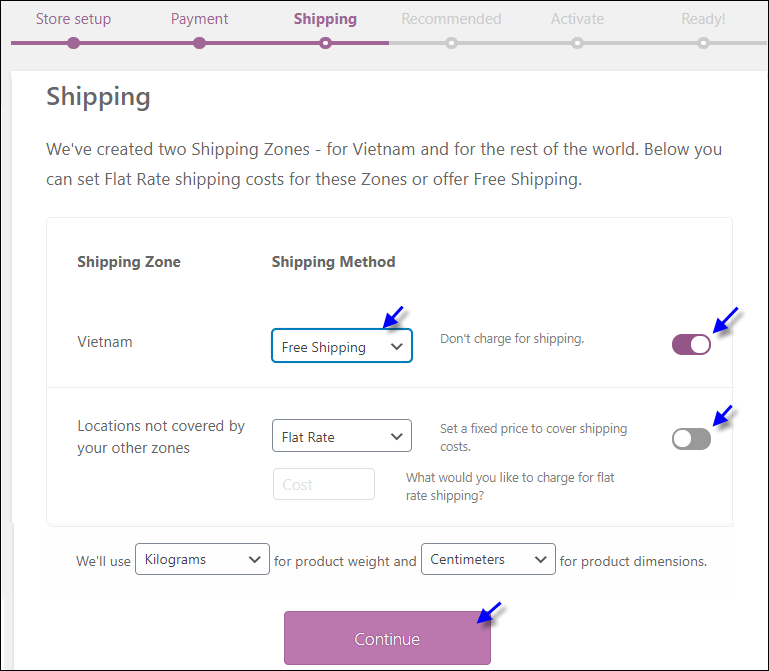 Store setup Payment Shipping Recommended Activate Ready!
Shipping
We've created two Shipping Zones - for Vietnam and for the rest of the world. Below you
can set Flat Rate shipping costs for these Zones or offer Free Shipping.
Shipping Zone Shipping Method
Vietnam Free Shipping Don't charge for shipping.
Locations not covered by
your other zones
Flat Rate
Set a fixed price to cover shipping
costs.
Cost
What would you like to charge for flat
rate shipping?
We'll use Kilograms for product weight and Centimeters for product dimensions.
Continue